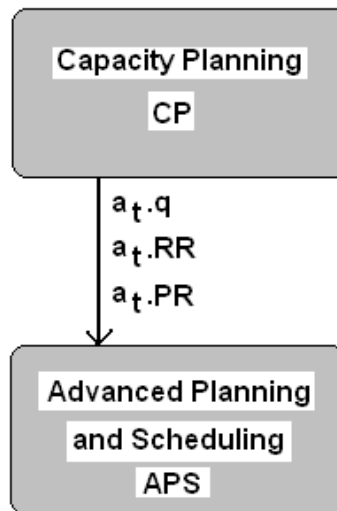 Capacity Planning
CP
at.q
at.RR
at.PR
Advanced Planning
and Scheduling
APS